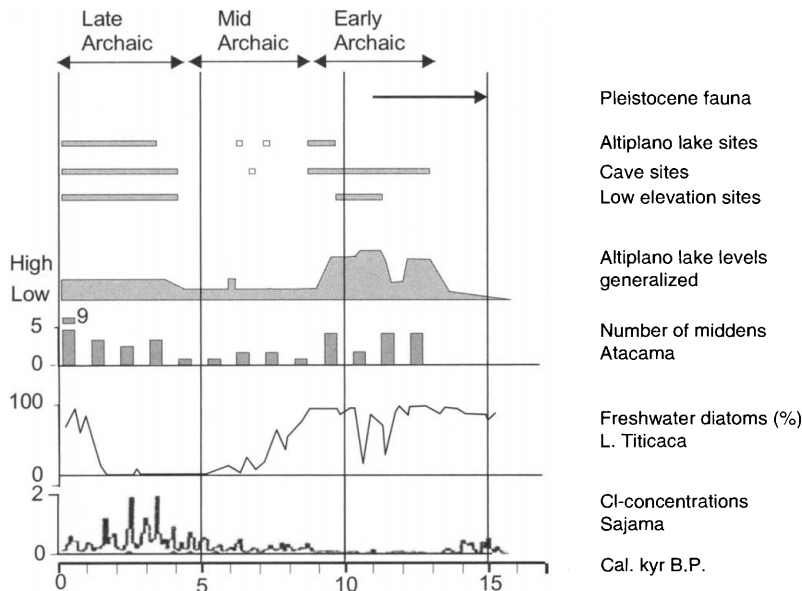 Late Archaic
Mid Archaic
Early Archaic
Pleistocene fauna
Altiplano lake sites
Cave sites
Low elevation sites
High
Low
Altiplano lake levels
generalized
5
9
0
Number of middens
Atacama
100
0
Freshwater diatoms (%)
L. Titicaca
2
0
Cl-concentrations
Sajama
0 5 10 15
Cal. kyr B.P.